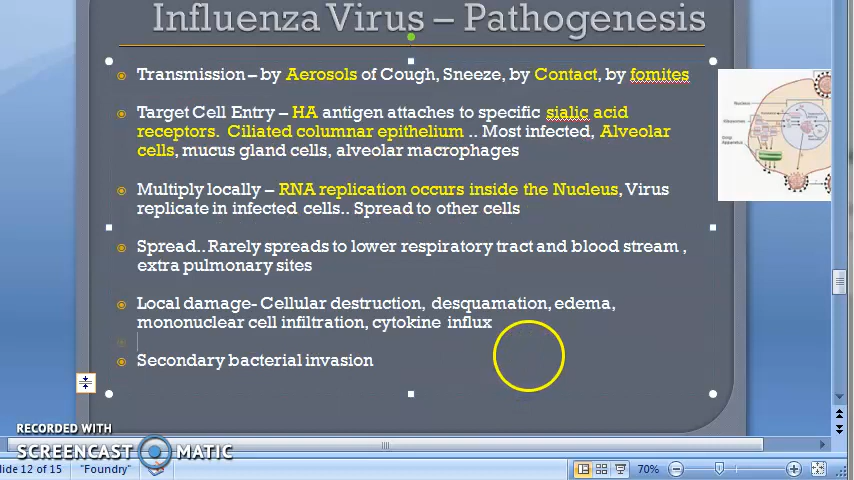 Influenza Virus – Pathogenesis
Transmission – by Aerosols of Cough, Sneeze, by Contact, by fomites
Target Cell Entry – HA antigen attaches to specific sialic acid
receptors. Ciliated columnar epithelium .. Most infected, Alveolar
cells, mucus gland cells, alveolar macrophages
Multiply locally – RNA replication occurs inside the Nucleus, Virus
replicate in infected cells.. Spread to other cells
Spread.. Rarely spreads to lower respiratory tract and blood stream ,
extra pulmonary sites
Local damage- Cellular destruction, desquamation, edema,
mononuclear cell infiltration, cytokine influx
Secondary bacterial invasion
RECORDED WITH
SCREENCAST MATIC
lide 12 of 15 "Foundry" 70%